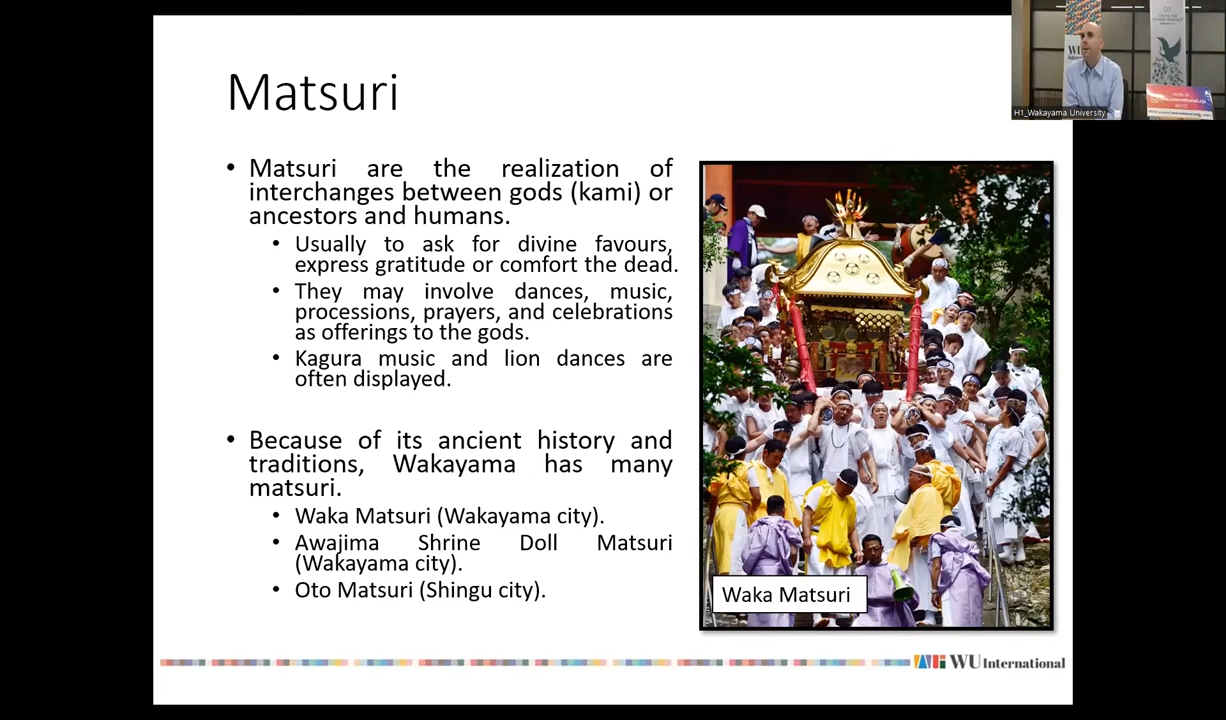 Matsuri
• Matsuri are the realization of
interchanges between gods (kami) or
ancestors and humans.
• Usually to ask for divine favours,
express gratitude or comfort the dead.
• They may involve dances, music,
processions, prayers, and celebrations
as offerings to the gods.
• Kagura music and lion dances are
often displayed.
• Because of its ancient history and
traditions, Wakayama has many
matsuri.
• Waka Matsuri (Wakayama city).
• Awajima Shrine Doll Matsuri
(Wakayama city).
• Oto Matsuri (Shingu city).
Waka Matsuri
WU International
WU
H1_Wakayama University